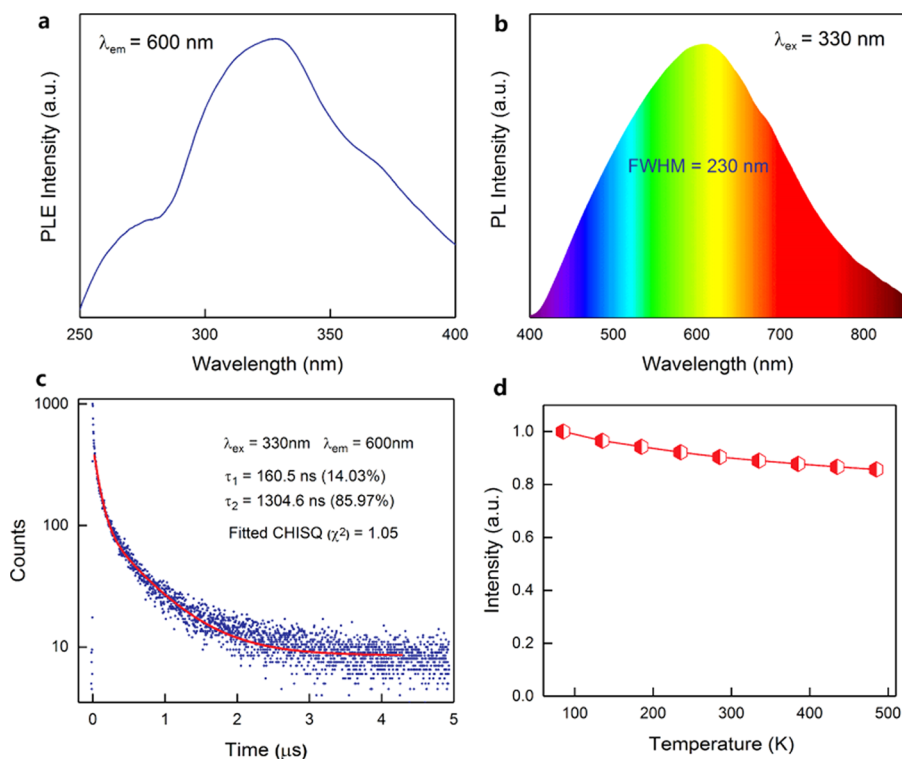 a
λem = 600 nm
PLE Intensity (a.u.)
250
300
350
400
Wavelength (nm)
b
λex = 330 nm
PL Intensity (a.u.)
FWHM = 230 nm
400
500
600
700
800
Wavelength (nm)
c
1000
100
10
Counts
λex = 330nm λem = 600nm
τ1 = 160.5 ns (14.03%)
τ2 = 1304.6 ns (85.97%)
Fitted CHISQ (χ²) = 1.05
0
1
2
3
4
5
Time (μs)
d
1.0
0.8
0.6
0.4
0.2
0.0
Intensity (a.u.)
100
200
300
400
500
Temperature (K)